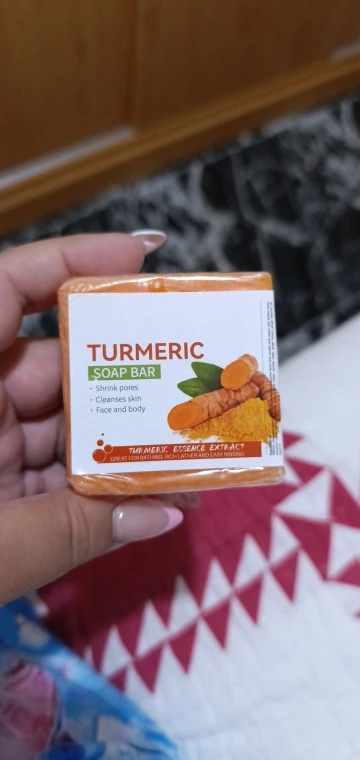 TURMERIC
SOAP BAR
• Shrink pores
• Cleanses skin
• Face and body
TURMERIC ESSENCE EXTRACT
GREAT FOR BATHING, RICH LATHER AND EASY RINSING